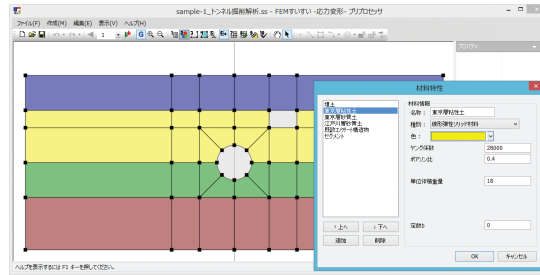 sample-1_トンネル掘削解析.ss - FEMすいすい -応力変形- プリプロセッサ
ファイル(F) 作成(M) 編集(E) 表示(V) ヘルプ(H)
1
プロパティ
材料特性
埋土
東京層粘性土
東京層砂質土
江戸川層砂質土
既設コンクリート構造物
セグメント
↑ 上へ
↓ 下へ
追加
削除
材料情報
名称：
東京層粘性土
種別：
線形弾性ソリッド材料
色：
ヤング係数
28000
ポアソン比
0.4
単位体積重量
18
定数b
0
OK
キャンセル
ヘルプを表示するには F1 キーを押してください。